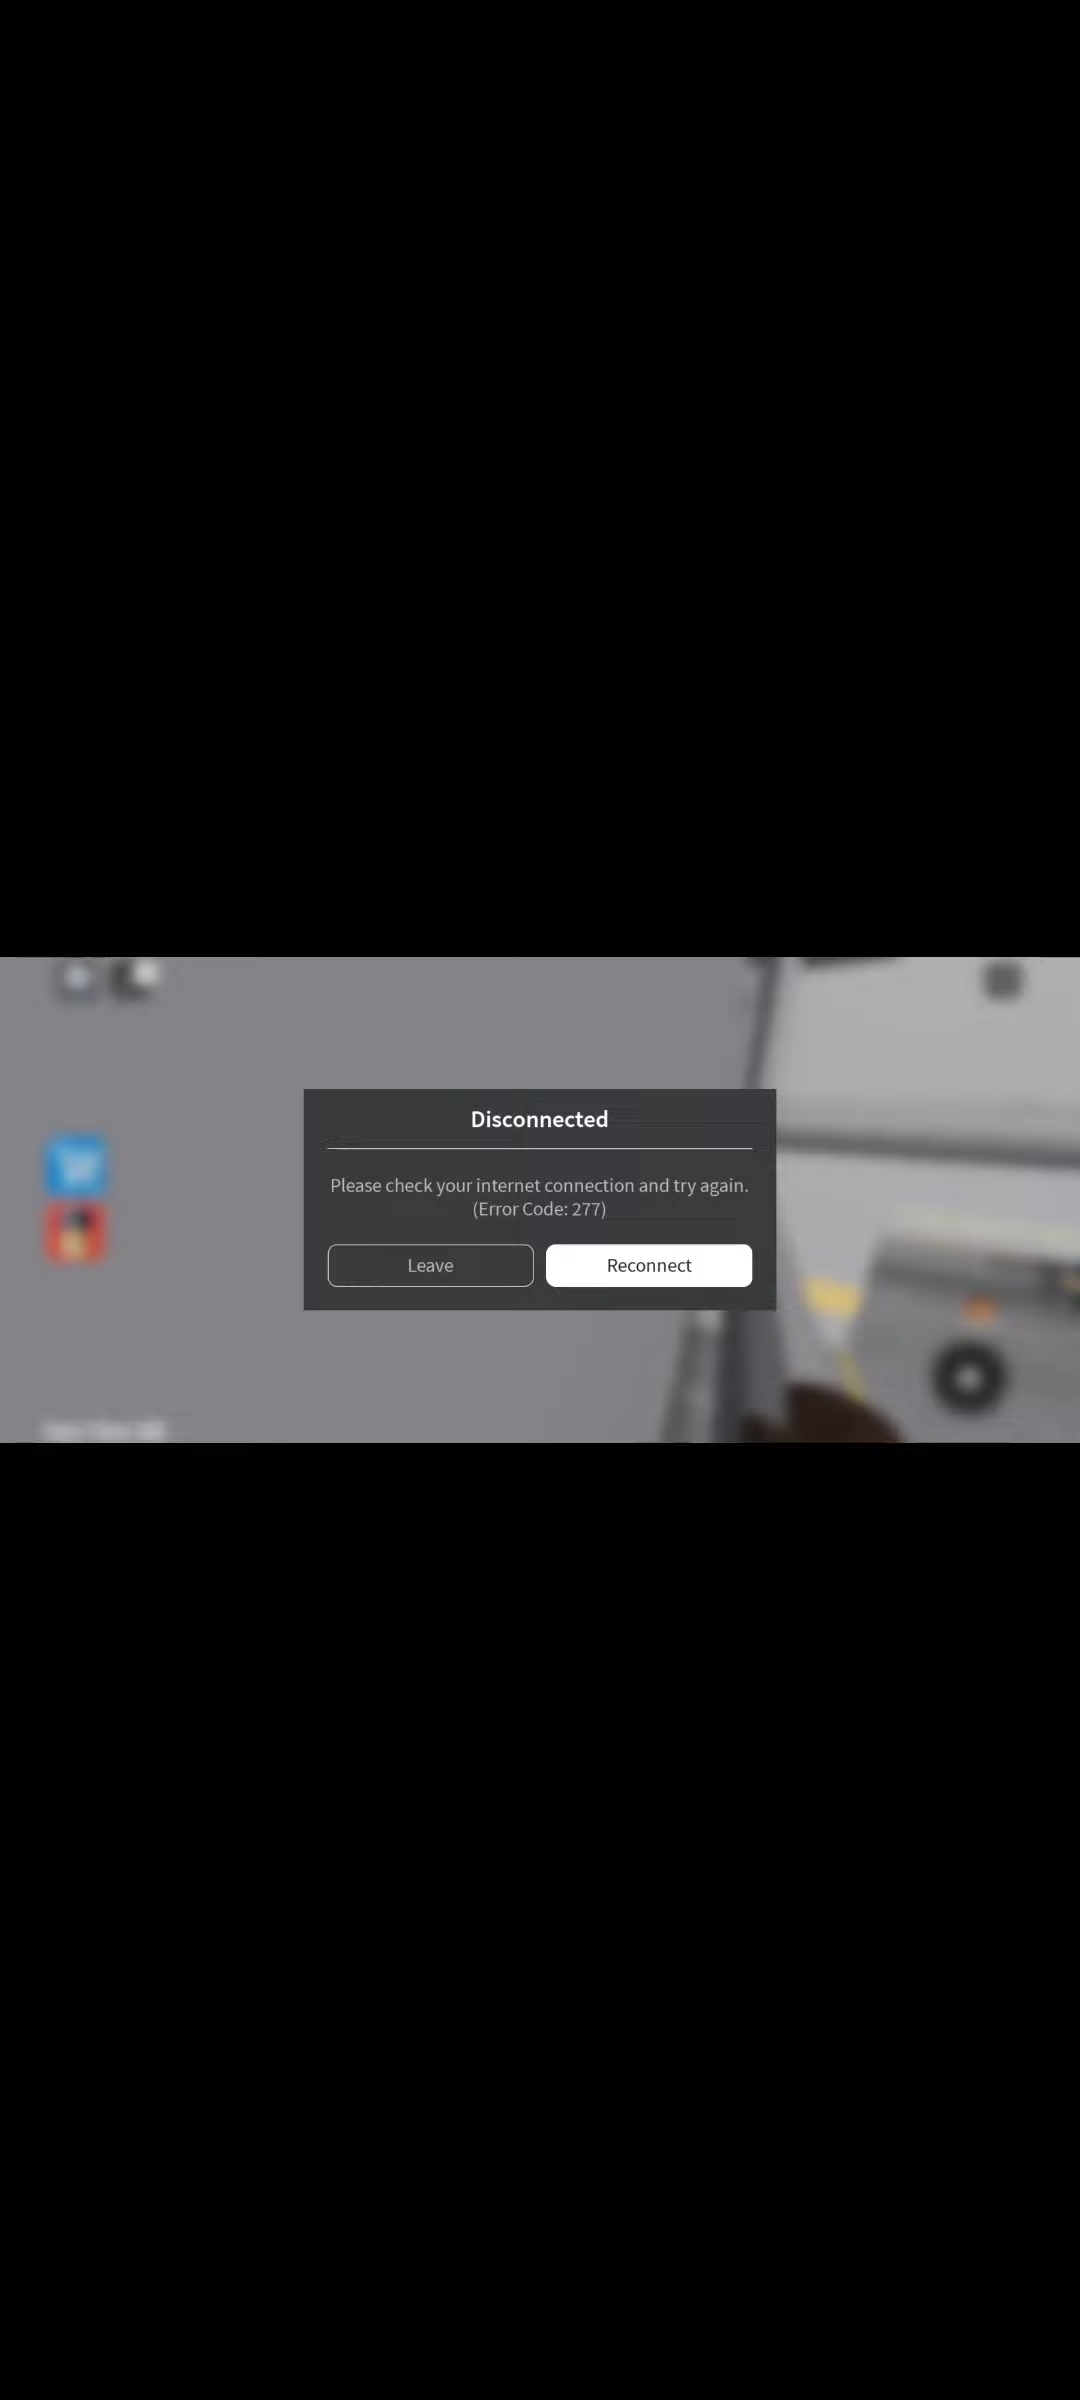 Disconnected
Please check your internet connection and try again.
(Error Code: 277)
Leave
Reconnect